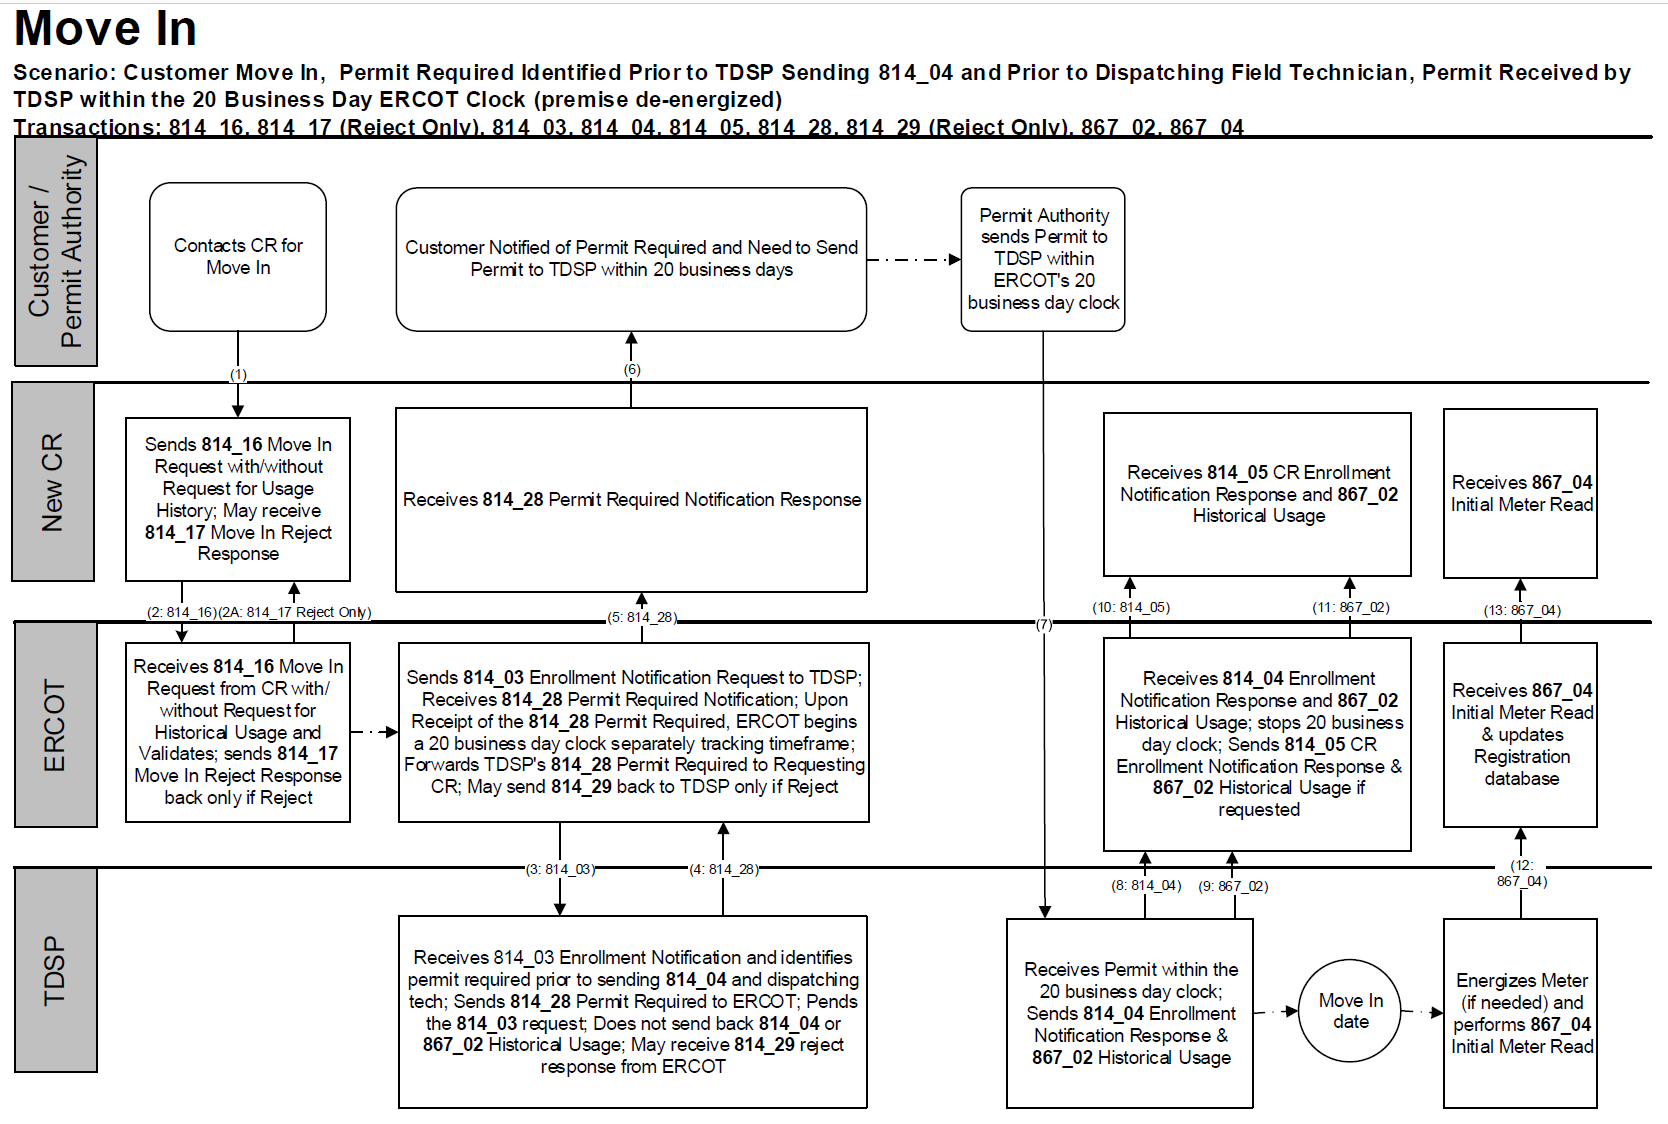 Move In
Scenario: Customer Move In,  Permit Required Identified Prior to TDSP Sending 814_04 and Prior to Dispatching Field Technician, Permit Received by
TDSP within the 20 Business Day ERCOT Clock (premise de-energized)
Transactions: 814_16, 814_17 (Reject Only), 814_03, 814_04, 814_05, 814_28, 814_29 (Reject Only), 867_02, 867_04
Customer /
Permit Authority
Contacts CR for
Move In
Customer Notified of Permit Required and Need to Send
Permit to TDSP within 20 business days
Permit Authority
sends Permit to
TDSP within
ERCOT's 20
business day clock
(1)
(6)
New CR
Sends 814_16 Move In
Request with/without
Request for Usage
History; May receive
814_17 Move In Reject
Response
Receives 814_28 Permit Required Notification Response
Receives 814_05 CR Enrollment
Notification Response and 867_02
Historical Usage
Receives 867_04
Initial Meter Read
(2: 814_16)
(2A: 814_17 Reject Only)
(5: 814_28)
(7)
(10: 814_05)
(11: 867_02)
(13: 867_04)
ERCOT
Receives 814_16 Move In
Request from CR with/
without Request for
Historical Usage and
Validates; sends 814_17
Move In Reject Response
back only if Reject
Sends 814_03 Enrollment Notification Request to TDSP;
Receives 814_28 Permit Required Notification; Upon
Receipt of the 814_28 Permit Required, ERCOT begins
a 20 business day clock separately tracking timeframe;
Forwards TDSP's 814_28 Permit Required to Requesting
CR; May send 814_29 back to TDSP only if Reject
Receives 814_04 Enrollment
Notification Response and 867_02
Historical Usage; stops 20 business
day clock; Sends 814_05 CR
Enrollment Notification Response &
867_02 Historical Usage if
requested
Receives 867_04
Initial Meter Read
& updates
Registration
database
(3: 814_03)
(4: 814_28)
(8: 814_04)
(9: 867_02)
(12:
867_04)
TDSP
Receives 814_03 Enrollment Notification and identifies
permit required prior to sending 814_04 and dispatching
tech; Sends 814_28 Permit Required to ERCOT; Pends
the 814_03 request; Does not send back 814_04 or
867_02 Historical Usage; May receive 814_29 reject
response from ERCOT
Receives Permit within the
20 business day clock;
Sends 814_04 Enrollment
Notification Response &
867_02 Historical Usage
Move In
date
Energizes Meter
(if needed) and
performs 867_04
Initial Meter Read